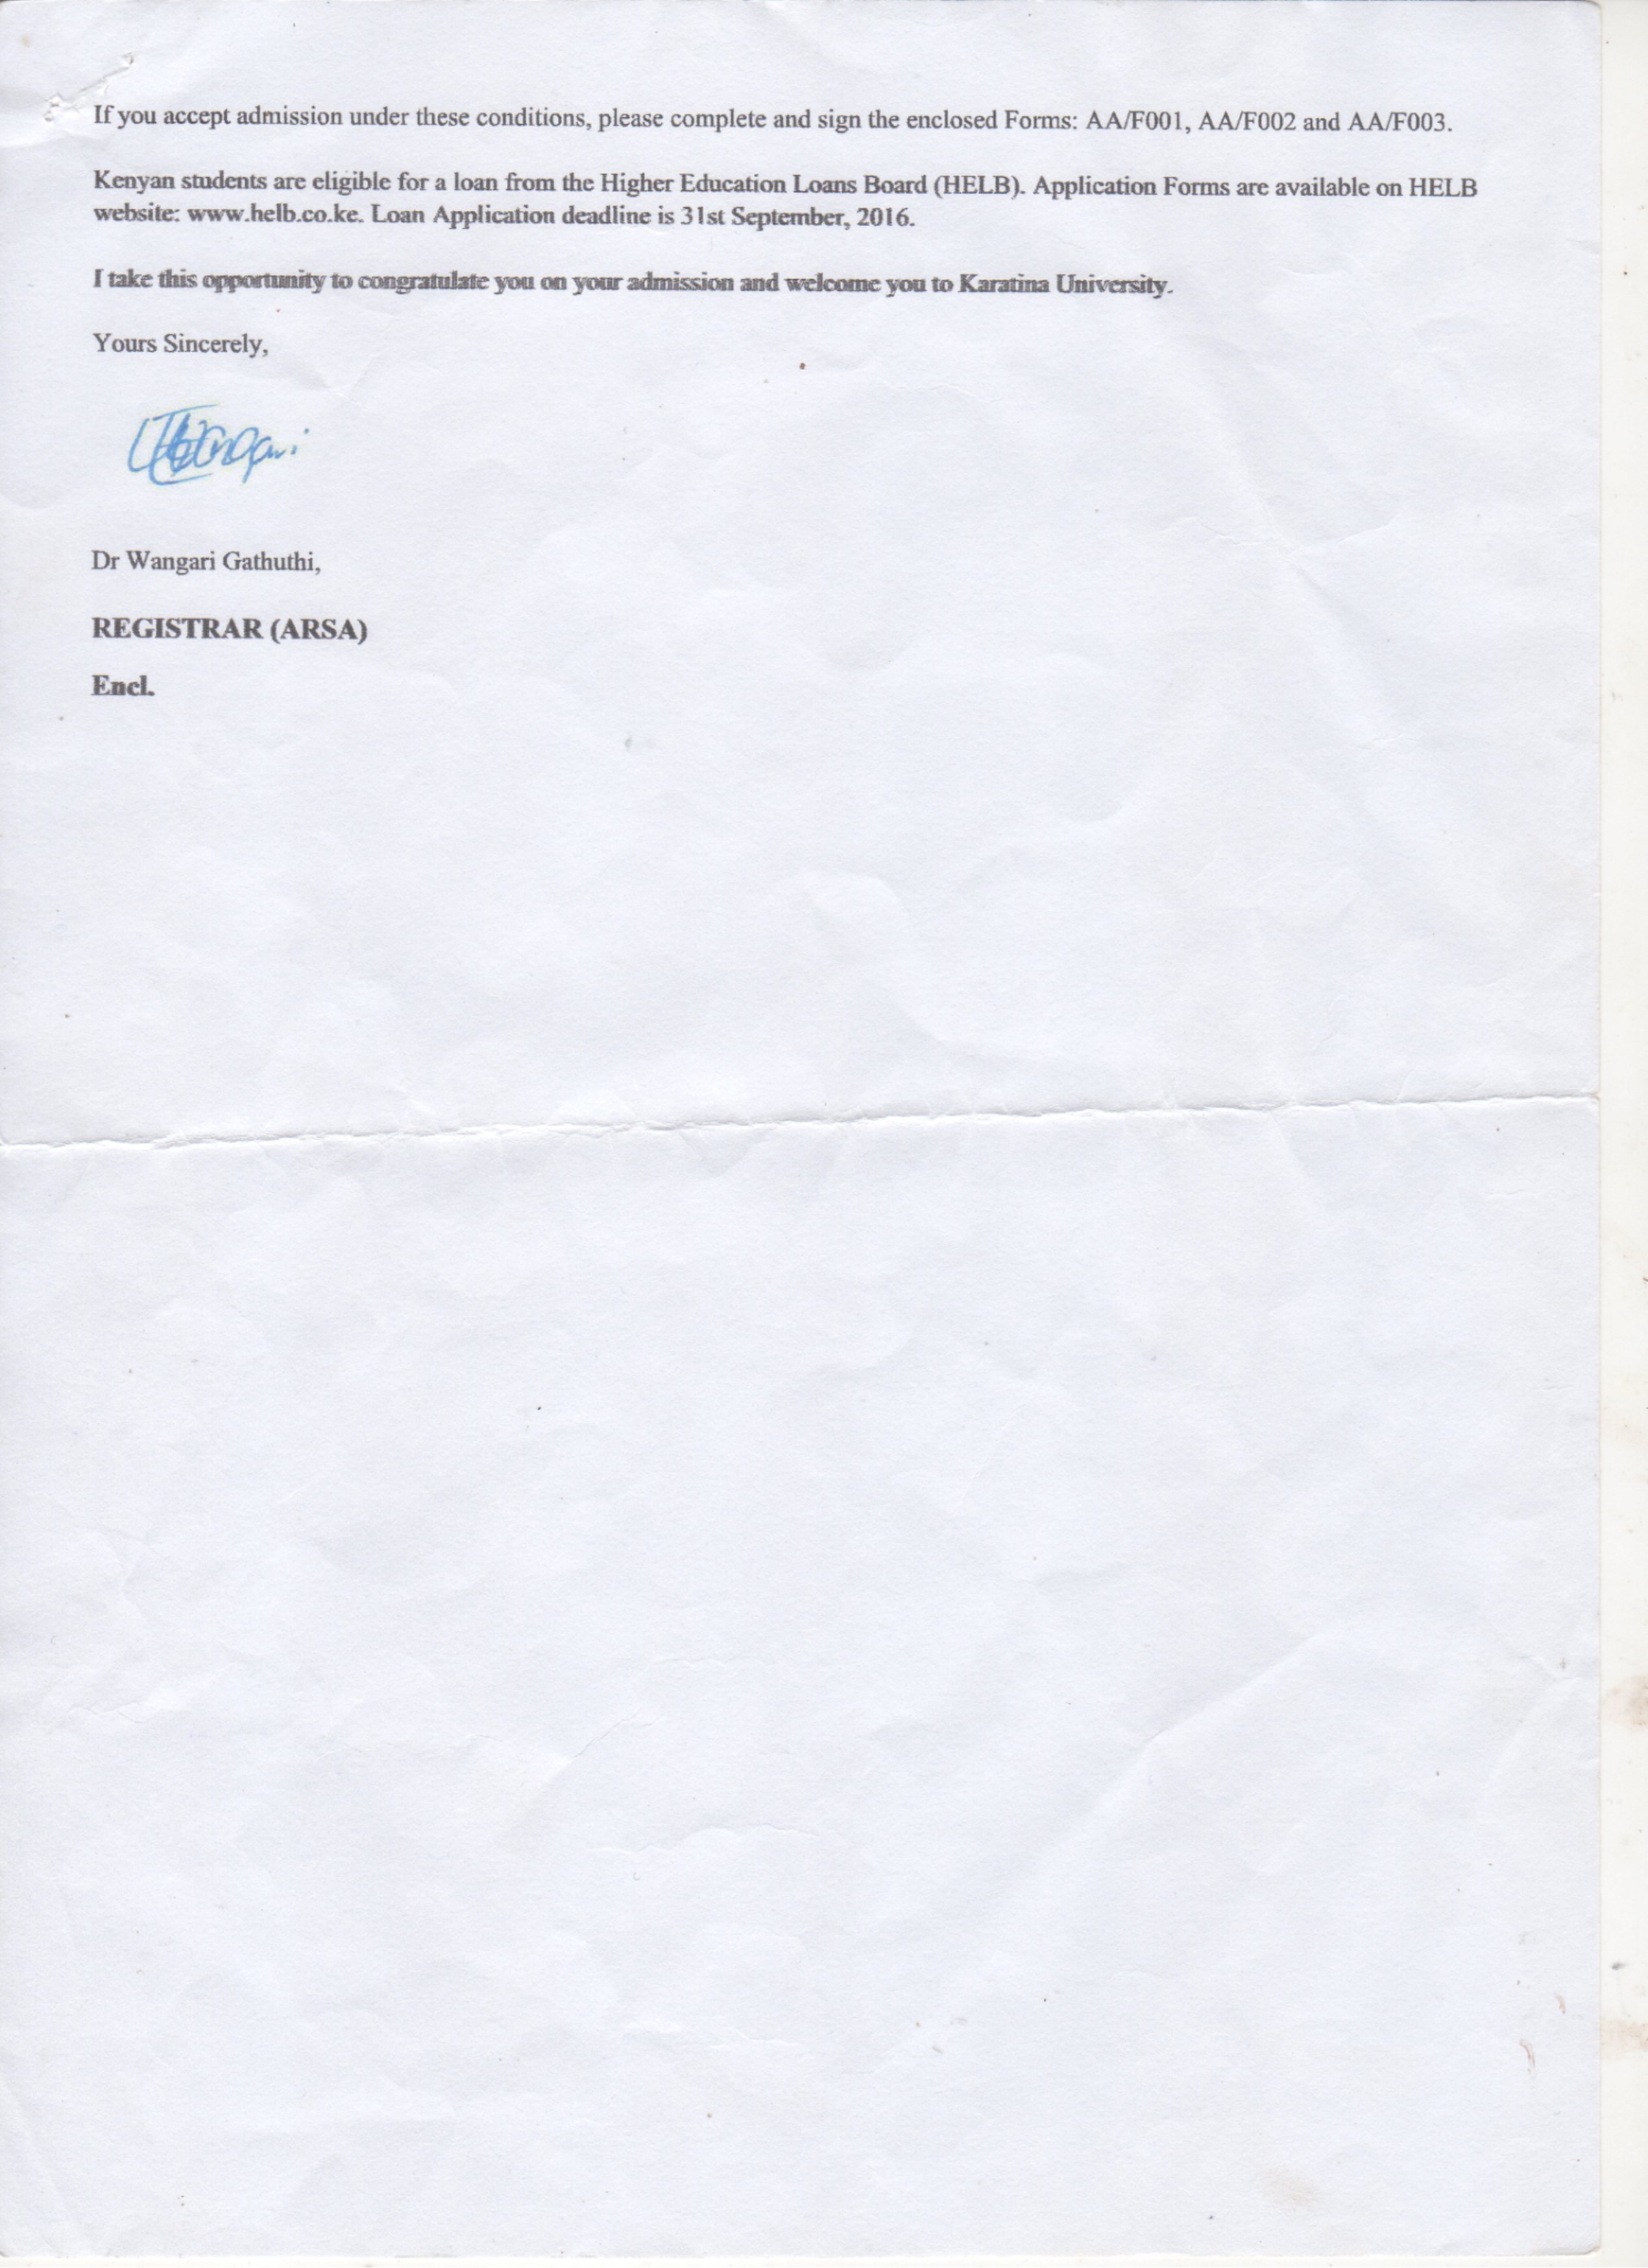 If you accept admission under these conditions, please complete and sign the enclosed Forms: AA/F001, AA/F002 and AA/F003.
Kenyan students are eligible for a loan from the Higher Education Loans Board (HELB). Application Forms are available on HELB
website: www.helb.co.ke. Loan Application deadline is 31st September, 2016.
I take this opportunity to congratulate you on your admission and welcome you to Karatina University.
Yours Sincerely,
Dr Wangari Gathuthi,
REGISTRAR (ARSA)
Encl.